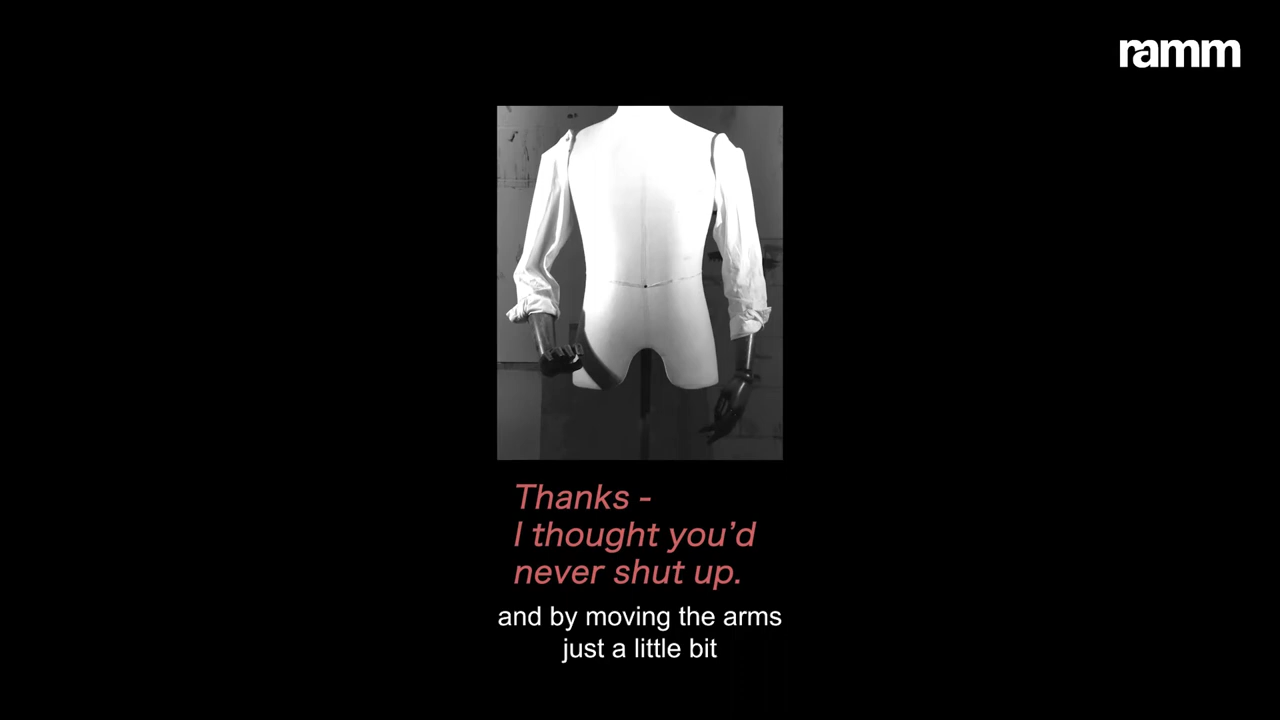 ramm
Thanks -
I thought you’d
never shut up.
and by moving the arms
just a little bit